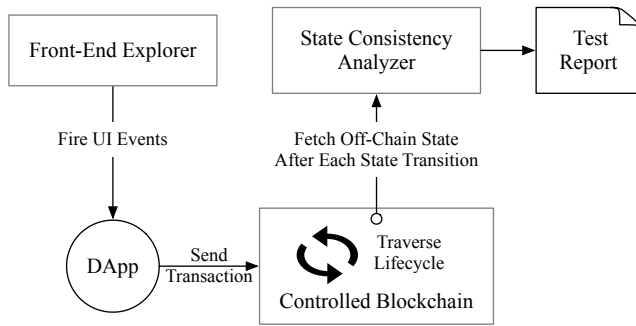 Front-End Explorer
State Consistency
Analyzer
Test
Report
Fire UI Events
Fetch Off-Chain State
After Each State Transition
DApp
Send
Transaction
Traverse
Lifecycle
Controlled Blockchain